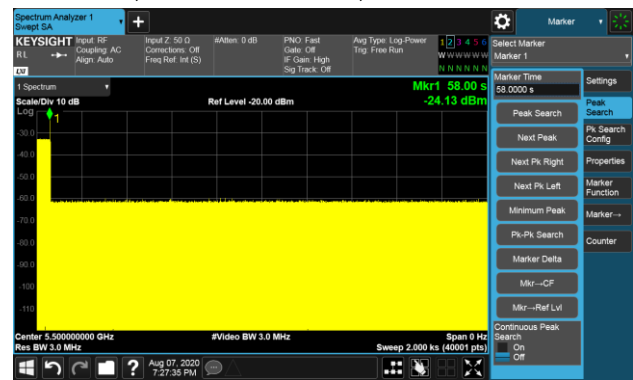 Spectrum Analyzer 1
Swept SA
Marker
KEYSIGHT
RL
LXI
Input: RF
Coupling: AC
Align: Auto
Input Z: 50 Ω
Corrections: Off
Freq Ref: Int (S)
#Atten: 0 dB
PNO: Fast
Gate: Off
IF Gain: High
Sig Track: Off
Avg Type: Log-Power
Trig: Free Run
1 2 3 4 5 6
W W W W W W
N N N N N N
Select Marker
Marker 1
1 Spectrum
Mkr1 58.00 s
-24.13 dBm
Scale/Div 10 dB
Ref Level -20.00 dBm
Log
1
-30.0
-40.0
-50.0
-60.0
-70.0
-80.0
-90.0
-100
-110
Center 5.500000000 GHz
Res BW 3.0 MHz
#Video BW 3.0 MHz
Span 0 Hz
Sweep 2.000 ks (40001 pts)
Marker Time
58.0000 s
Peak Search
Next Peak
Next Pk Right
Next Pk Left
Minimum Peak
Pk-Pk Search
Marker Delta
Mkr→CF
Mkr→Ref Lvl
Continuous Peak
Search
On
Off
Settings
Peak
Search
Pk Search
Config
Properties
Marker
Function
Marker→
Counter
?
Aug 07, 2020
7:27:35 PM